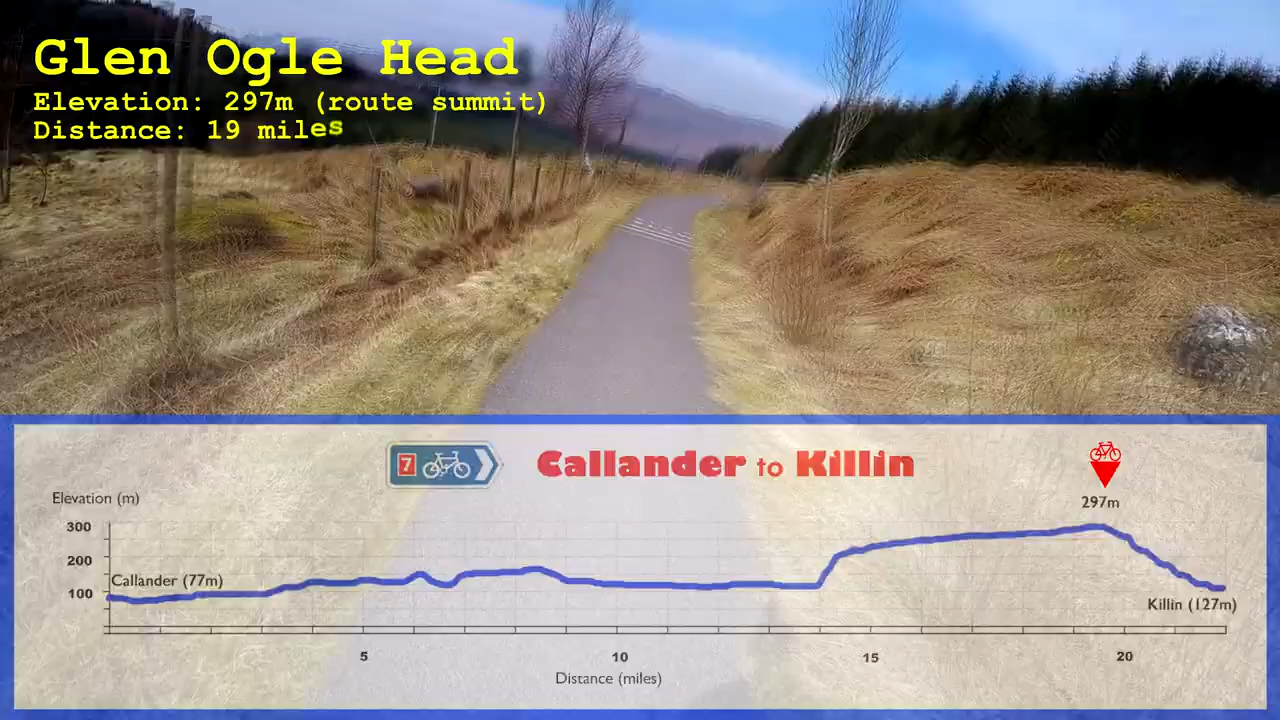 Glen Ogle Head
Elevation: 297m (route summit)
Distance: 19 miles
7
Callander to Killin
Elevation (m)
297m
300
200
Callander (77m)
100
Killin (127m)
5 10 15 20
Distance (miles)